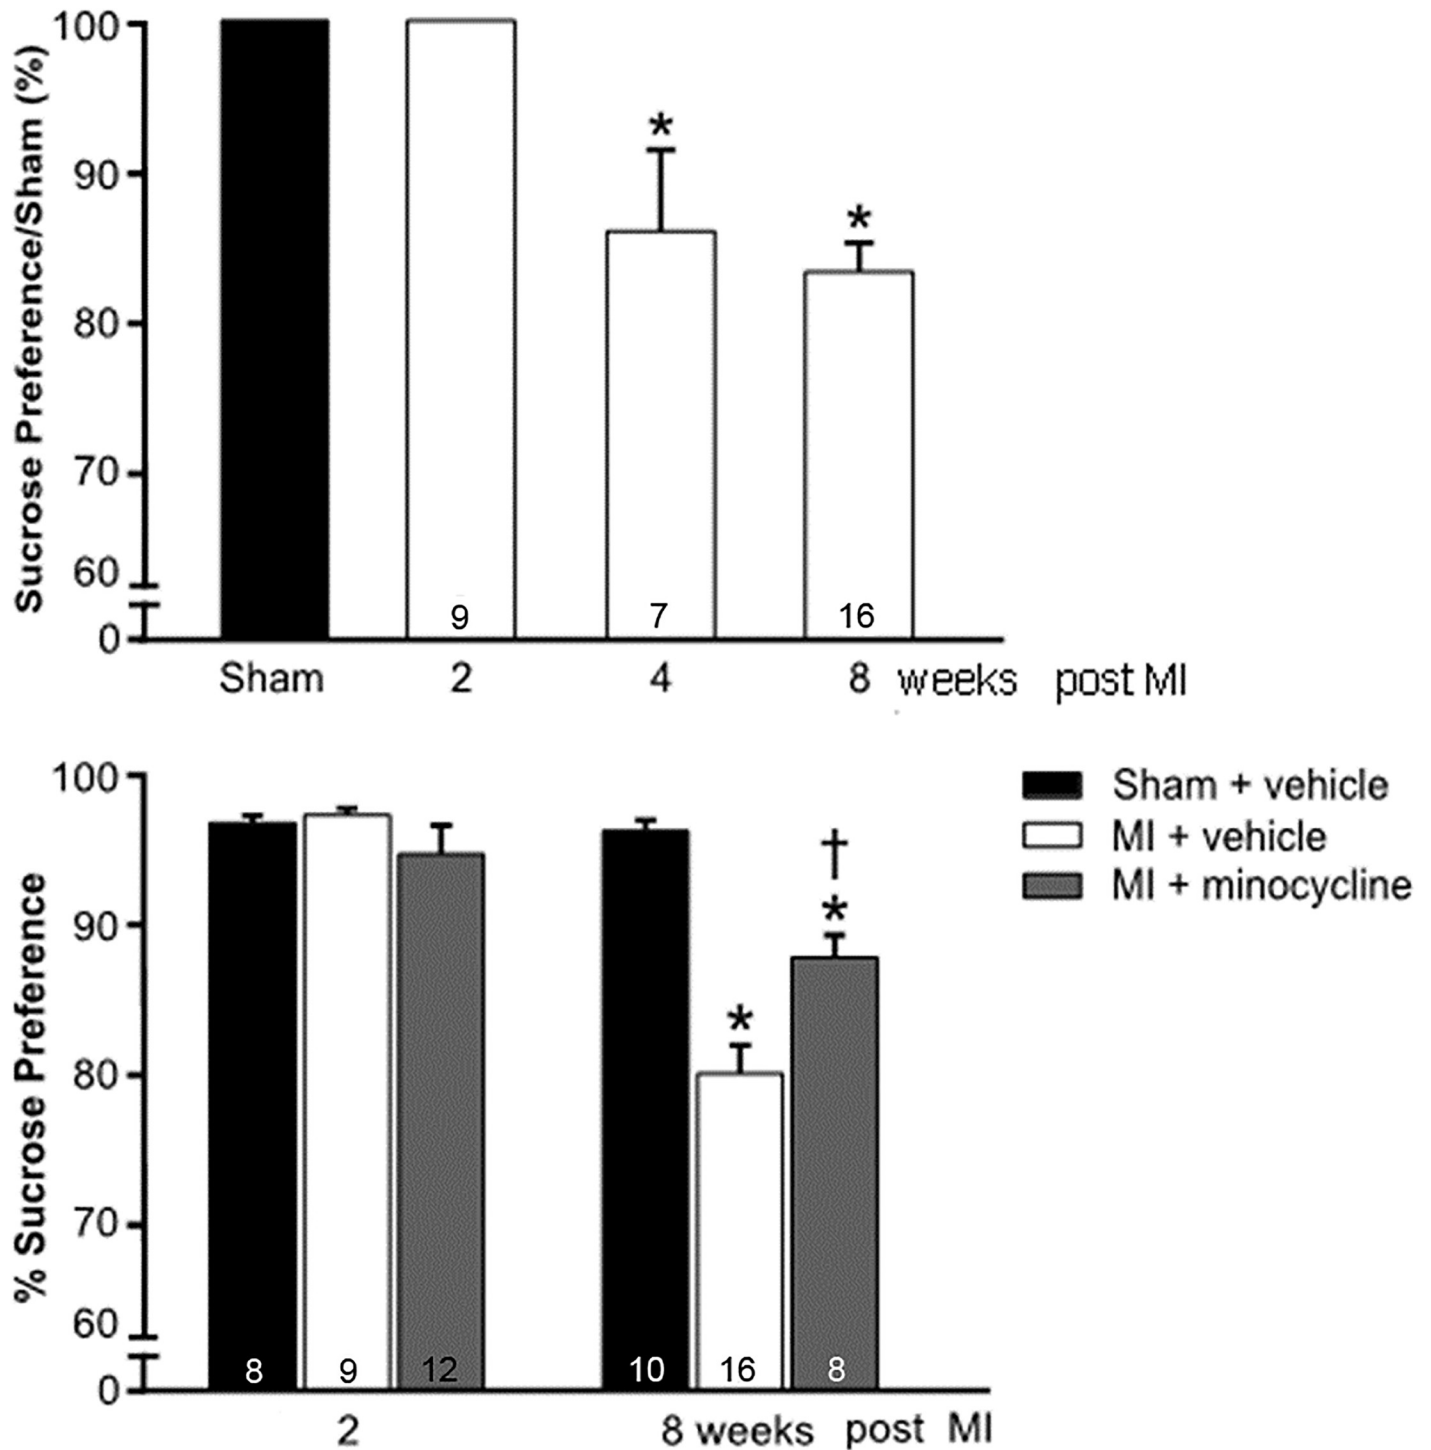 Sucrose Preference/Sham (%)
100
90
80
70
60
0
*
*
9
7
16
Sham 2 4 8 weeks post MI
% Sucrose Preference
100
90
80
70
60
0
Sham + vehicle
MI + vehicle
MI + minocycline
†
*
*
8 9 12 10 16 8
2 8 weeks post MI